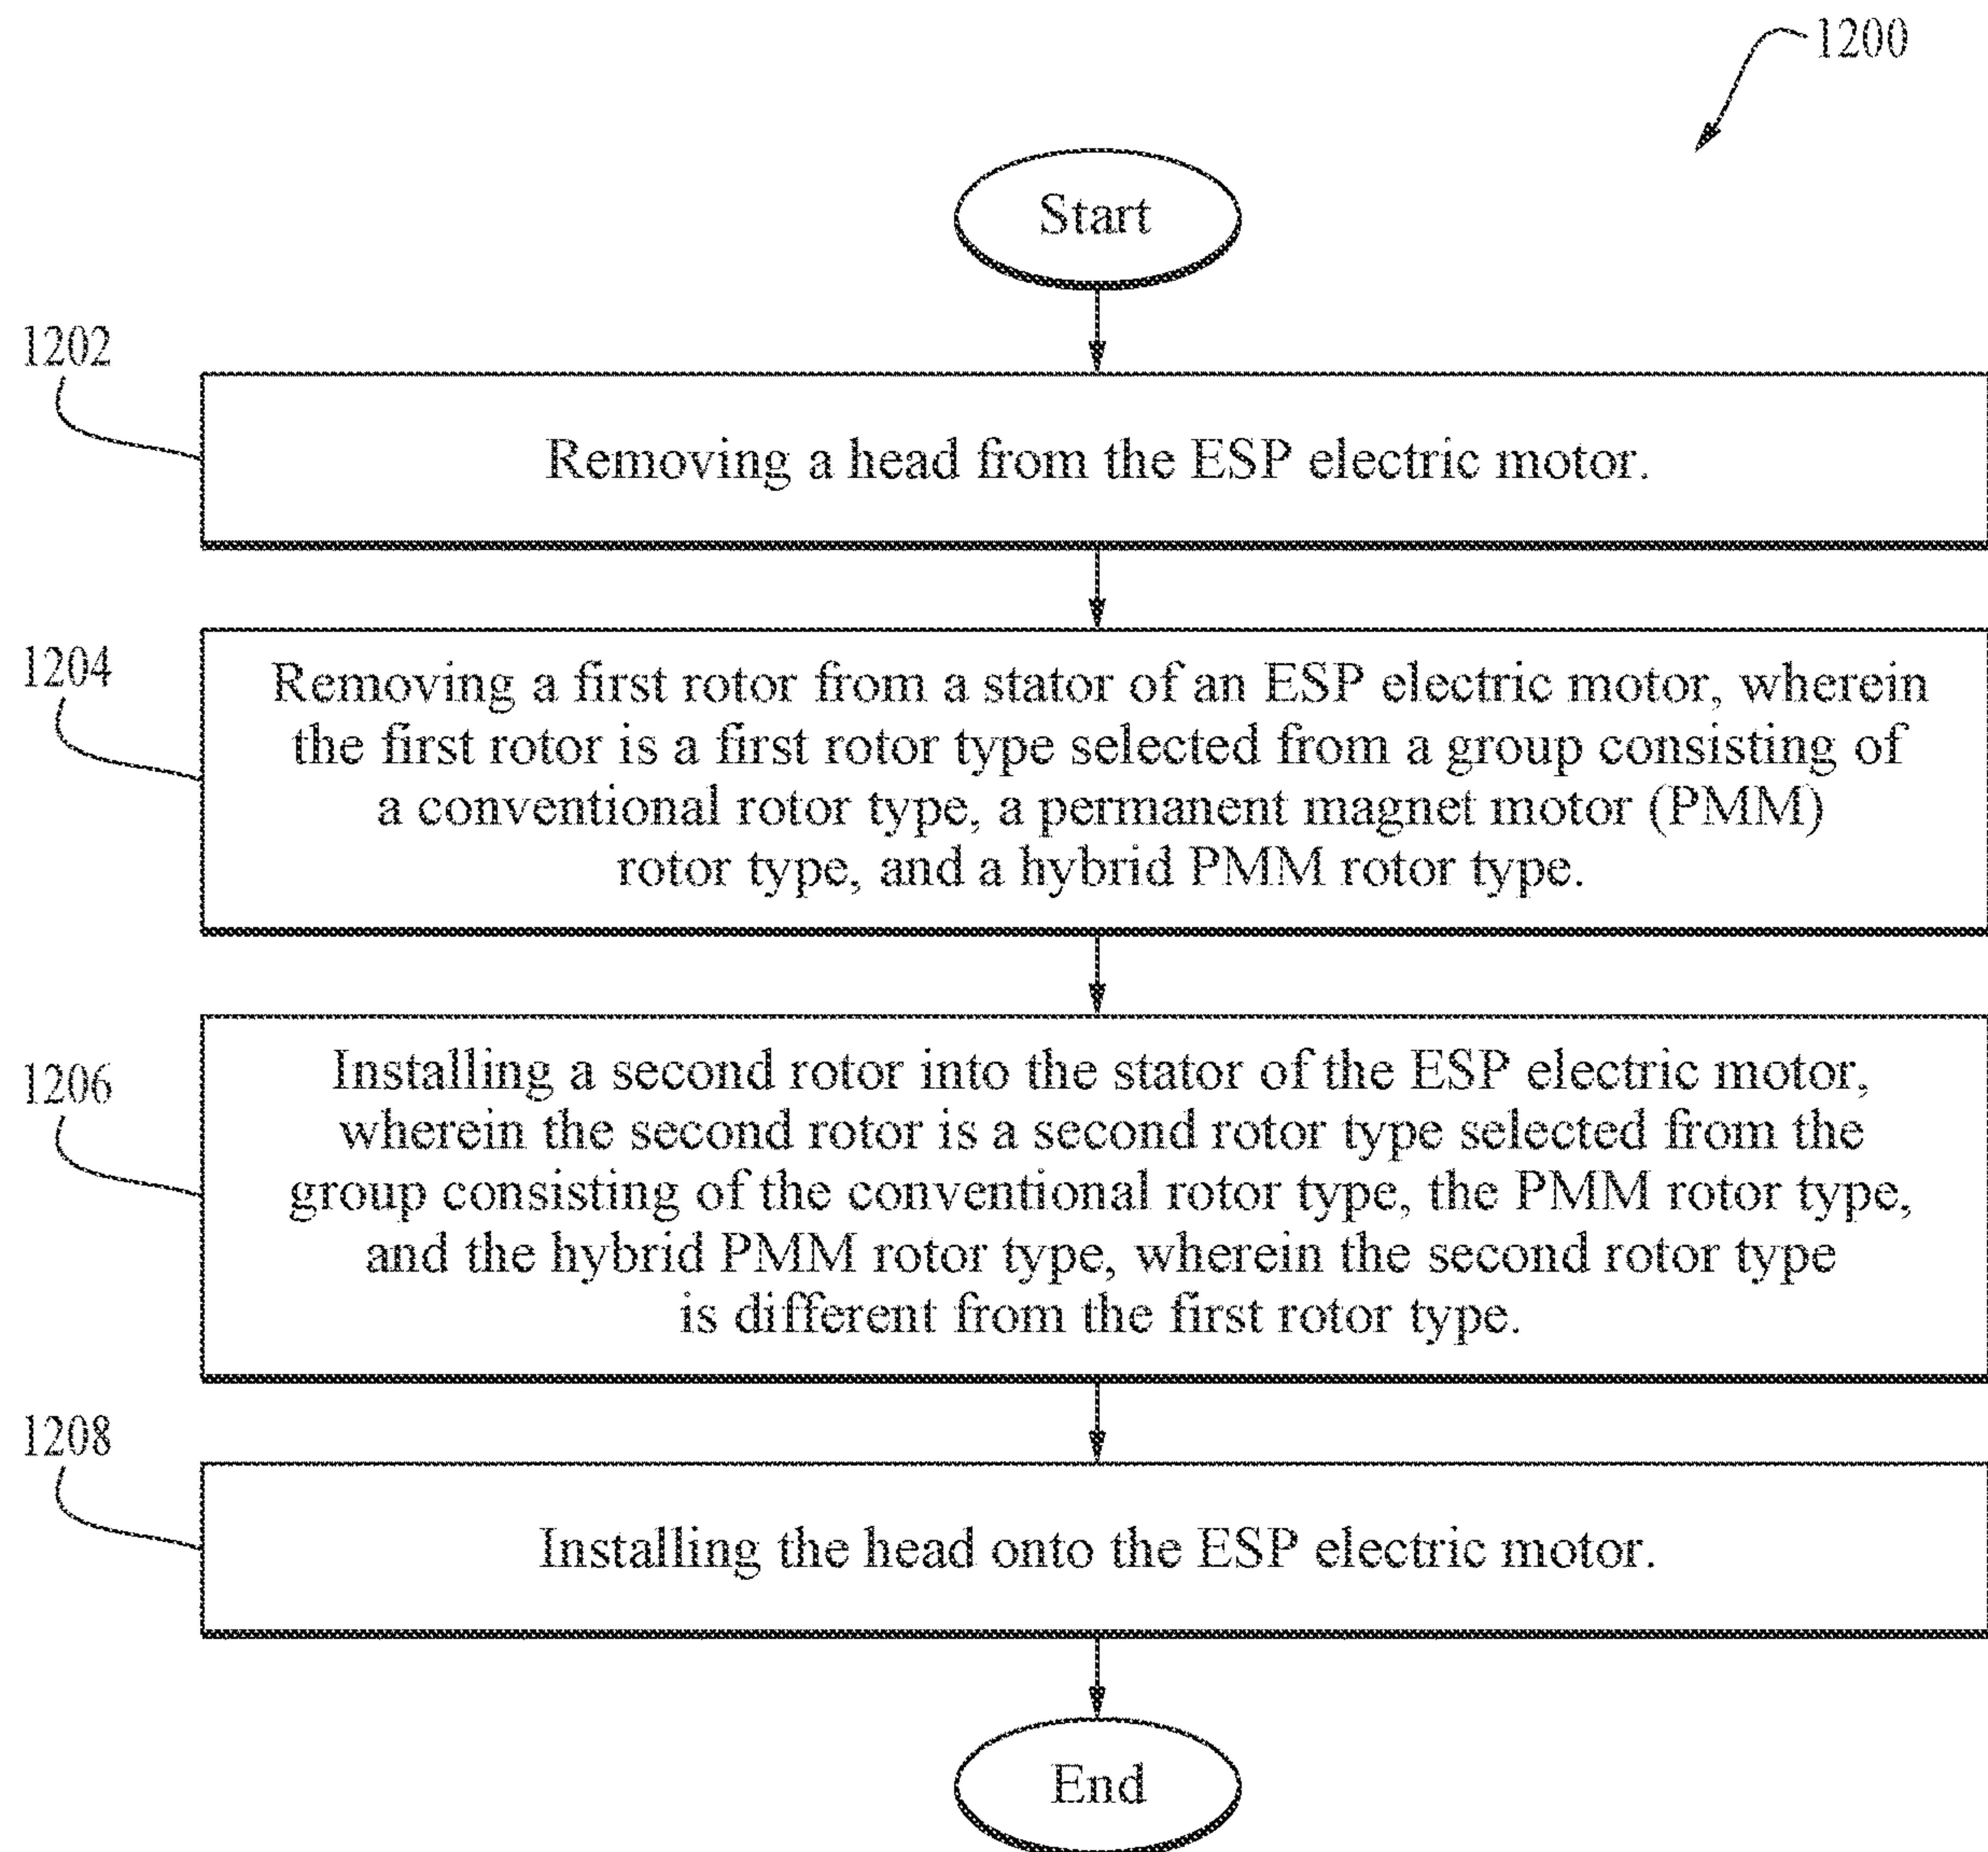 1200
Start
1202
Removing a head from the ESP electric motor.
1204
Removing a first rotor from a stator of an ESP electric motor, wherein
the first rotor is a first rotor type selected from a group consisting of
a conventional rotor type, a permanent magnet motor (PMM)
rotor type, and a hybrid PMM rotor type.
1206
Installing a second rotor into the stator of the ESP electric motor,
wherein the second rotor is a second rotor type selected from the
group consisting of the conventional rotor type, the PMM rotor type,
and the hybrid PMM rotor type, wherein the second rotor type
is different from the first rotor type.
1208
Installing the head onto the ESP electric motor.
End